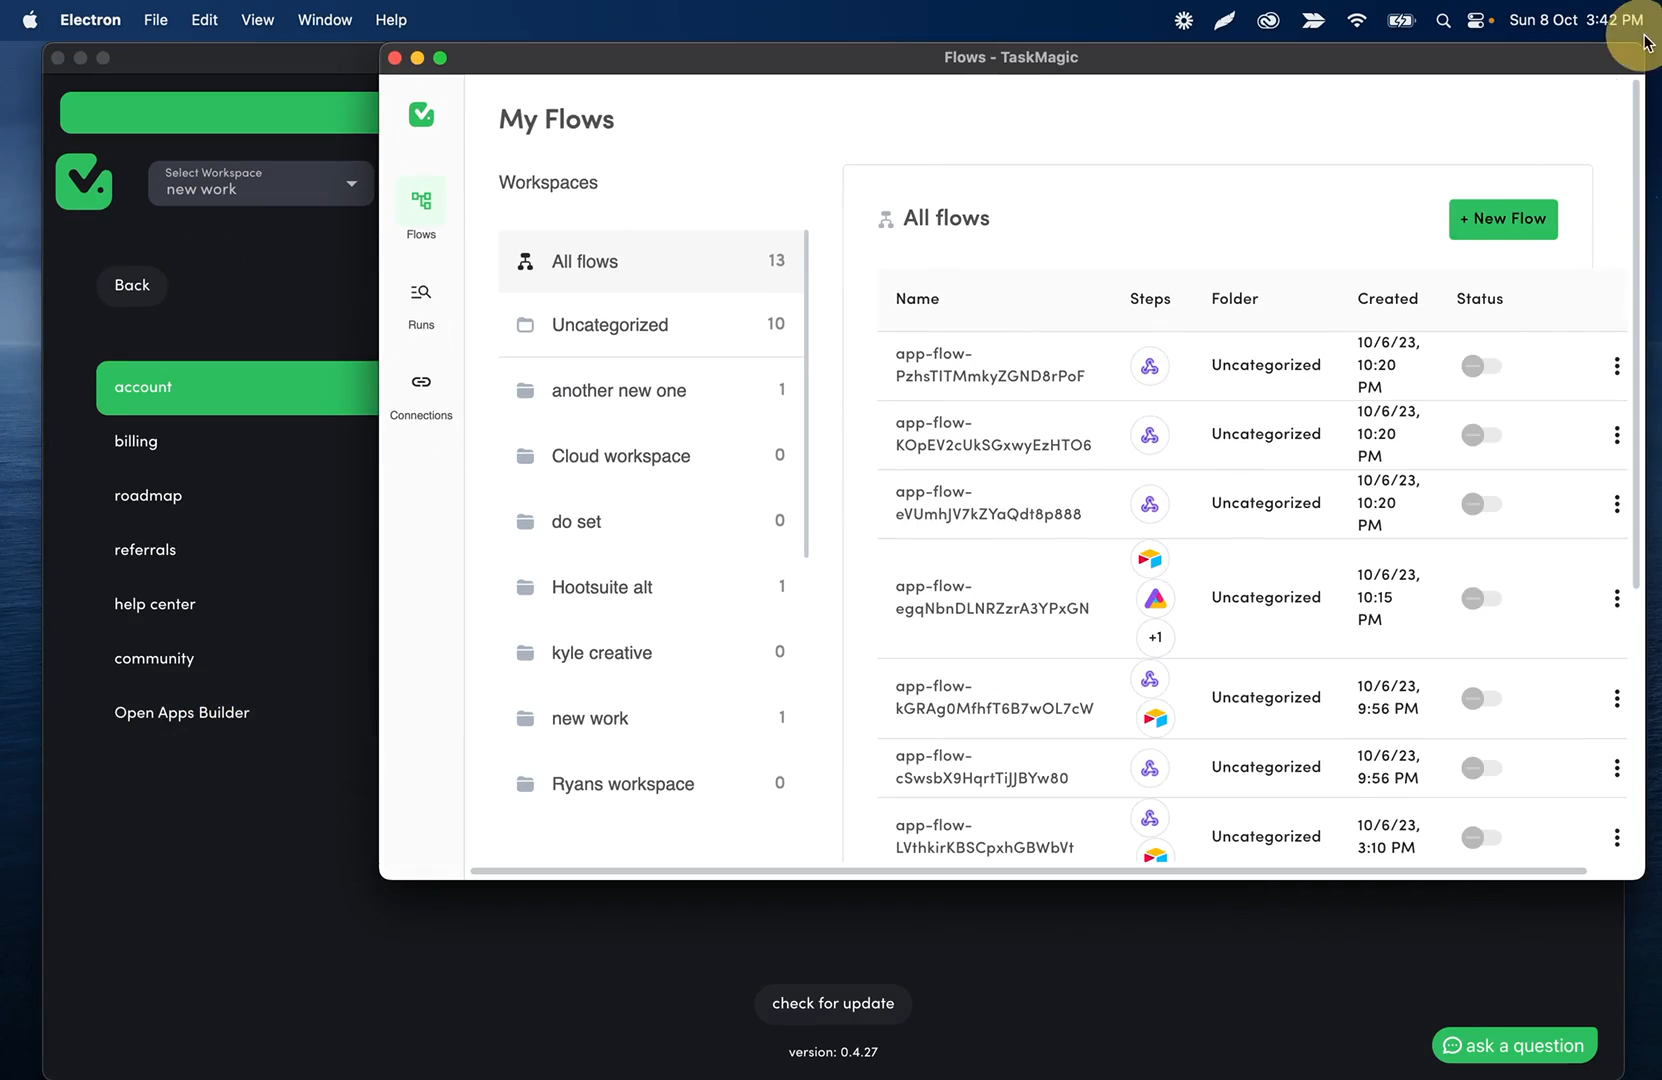 Electron File Edit View Window Help
Sun 8 Oct 3:42 PM
Flows - TaskMagic
Select Workspace
new work
Back
account
billing
roadmap
referrals
help center
community
Open Apps Builder
Flows
Runs
Connections
My Flows
Workspaces
All flows 13
Uncategorized 10
another new one 1
Cloud workspace 0
do set 0
Hootsuite alt 1
kyle creative 0
new work 1
Ryans workspace 0
All flows
+ New Flow
Name Steps Folder Created Status
app-flow-
PzhsTITMmkyZGND8rPoF
Uncategorized
10/6/23,
10:20
PM
app-flow-
KOpEV2cUkSGxwyEzHTO6
Uncategorized
10/6/23,
10:20
PM
app-flow-
eVUmhJV7kZYaQdt8p888
Uncategorized
10/6/23,
10:20
PM
app-flow-
egqNbnDLNRZzrA3YPxGN
+1
Uncategorized
10/6/23,
10:15
PM
app-flow-
kGRAg0MfhfT6B7wOL7cW
Uncategorized
10/6/23,
9:56 PM
app-flow-
cSwsbX9HqrtTiJJBYw80
Uncategorized
10/6/23,
9:56 PM
app-flow-
LVthkirKBSCpxhGBWbVt
Uncategorized
10/6/23,
3:10 PM
check for update
version: 0.4.27
ask a question